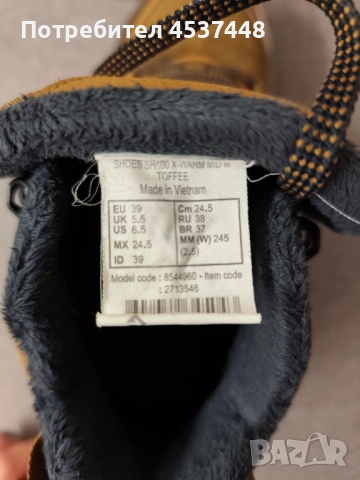 Потребител 4537448
SHOES SH100 X-WARM MID M
TOFFEE
Made in Vietnam
EU 39
UK 5.5
US 6.5
MX 24.5
ID 39
Cm 24.5
RU 38
BR 37
MM (W) 245
(2.5)
Model code : 8544960 - Item code
: 2713546
BAZAR